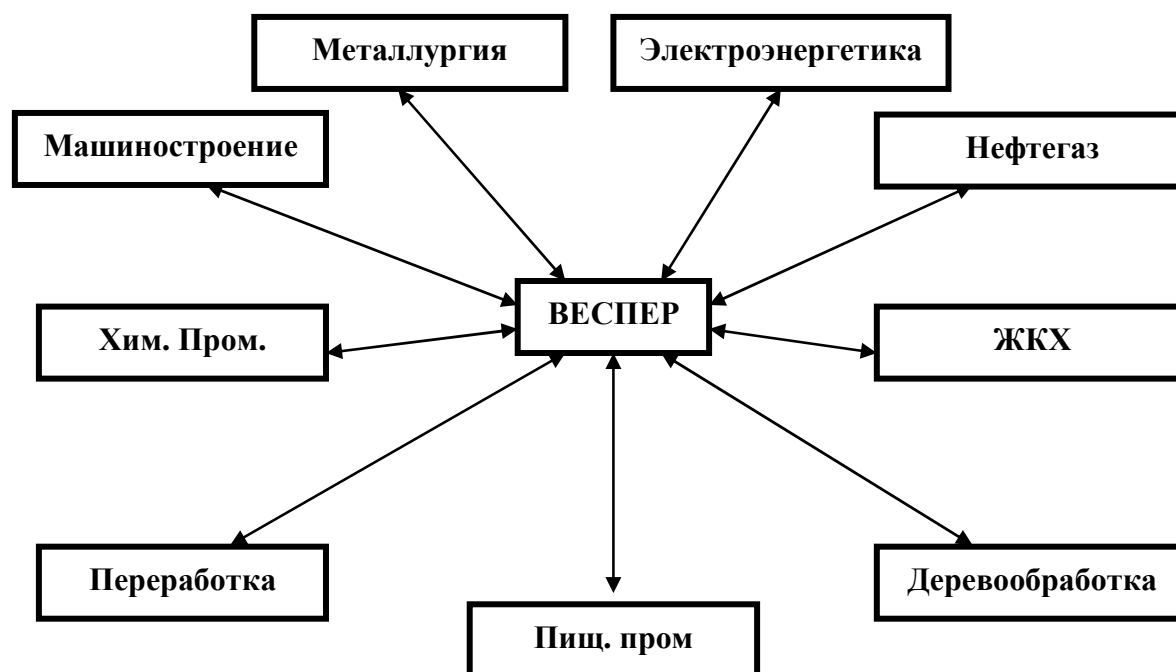 Металлургия
Электроэнергетика
Машиностроение
Нефтегаз
ВЕСПЕР
Хим. Пром.
ЖКХ
Переработка
Деревообработка
Пищ. пром